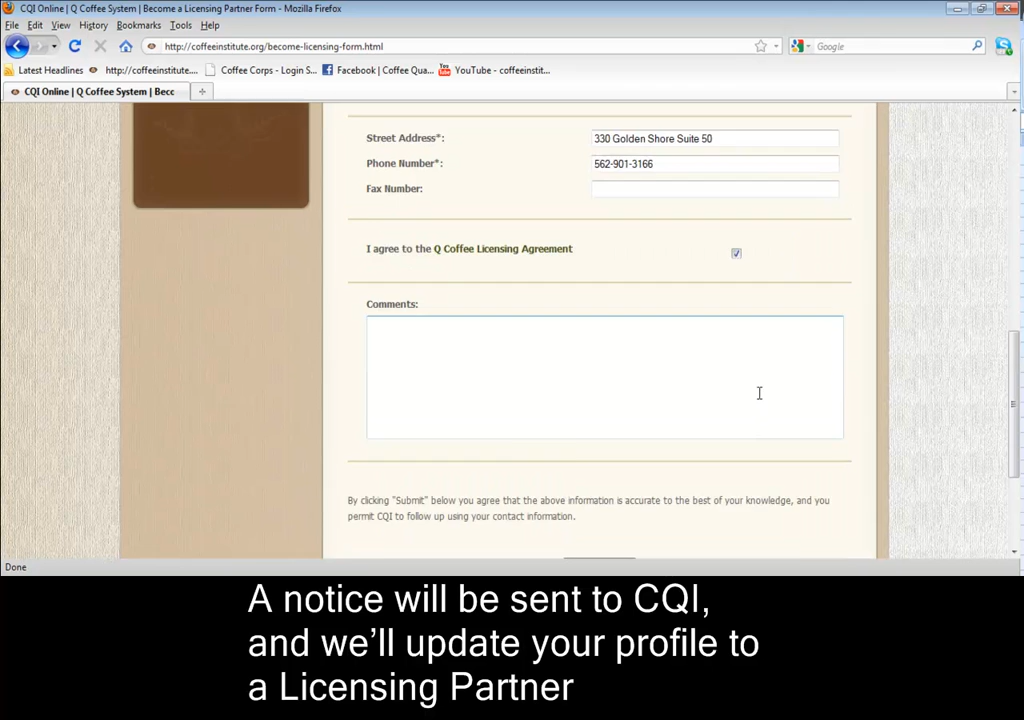 CQI Online | Q Coffee System | Become a Licensing Partner Form - Mozilla Firefox
File Edit View History Bookmarks Tools Help
http://coffeeinstitute.org/become-licensing-form.html
Google
Latest Headlines http://coffeeinstitute.... Coffee Corps - Login S... Facebook | Coffee Qua... YouTube - coffeeinstit...
CQI Online | Q Coffee System | Becc
Street Address*: 330 Golden Shore Suite 50
Phone Number*: 562-901-3166
Fax Number:
I agree to the Q Coffee Licensing Agreement
Comments:
By clicking "Submit" below you agree that the above information is accurate to the best of your knowledge, and you
permit CQI to follow up using your contact information.
Done
A notice will be sent to CQI,
and we'll update your profile to
a Licensing Partner